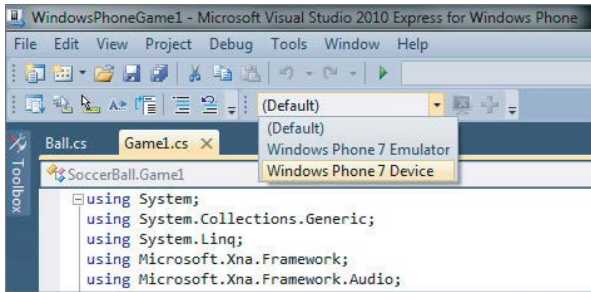 WindowsPhoneGame1 - Microsoft Visual Studio 2010 Express for Windows Phone
File Edit View Project Debug Tools Window Help
(Default)
(Default)
Windows Phone 7 Emulator
Windows Phone 7 Device
Ball.cs Game1.cs
Toolbox
SoccerBall.Game1
using System;
using System.Collections.Generic;
using System.Linq;
using Microsoft.Xna.Framework;
using Microsoft.Xna.Framework.Audio;